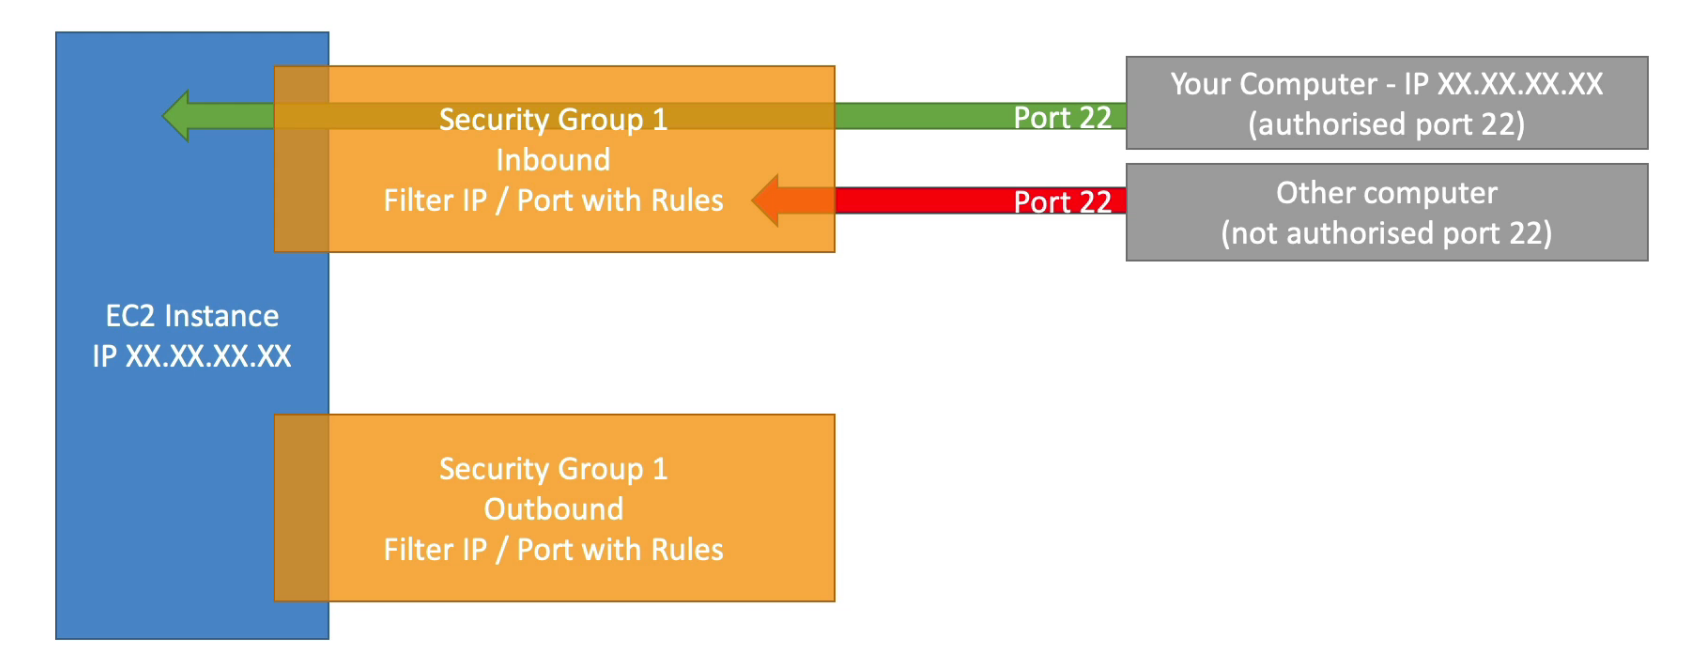 Security Group 1
Inbound
Filter IP / Port with Rules
Port 22
Your Computer - IP XX.XX.XX.XX
(authorised port 22)
Port 22
Other computer
(not authorised port 22)
EC2 Instance
IP XX.XX.XX.XX
Security Group 1
Outbound
Filter IP / Port with Rules